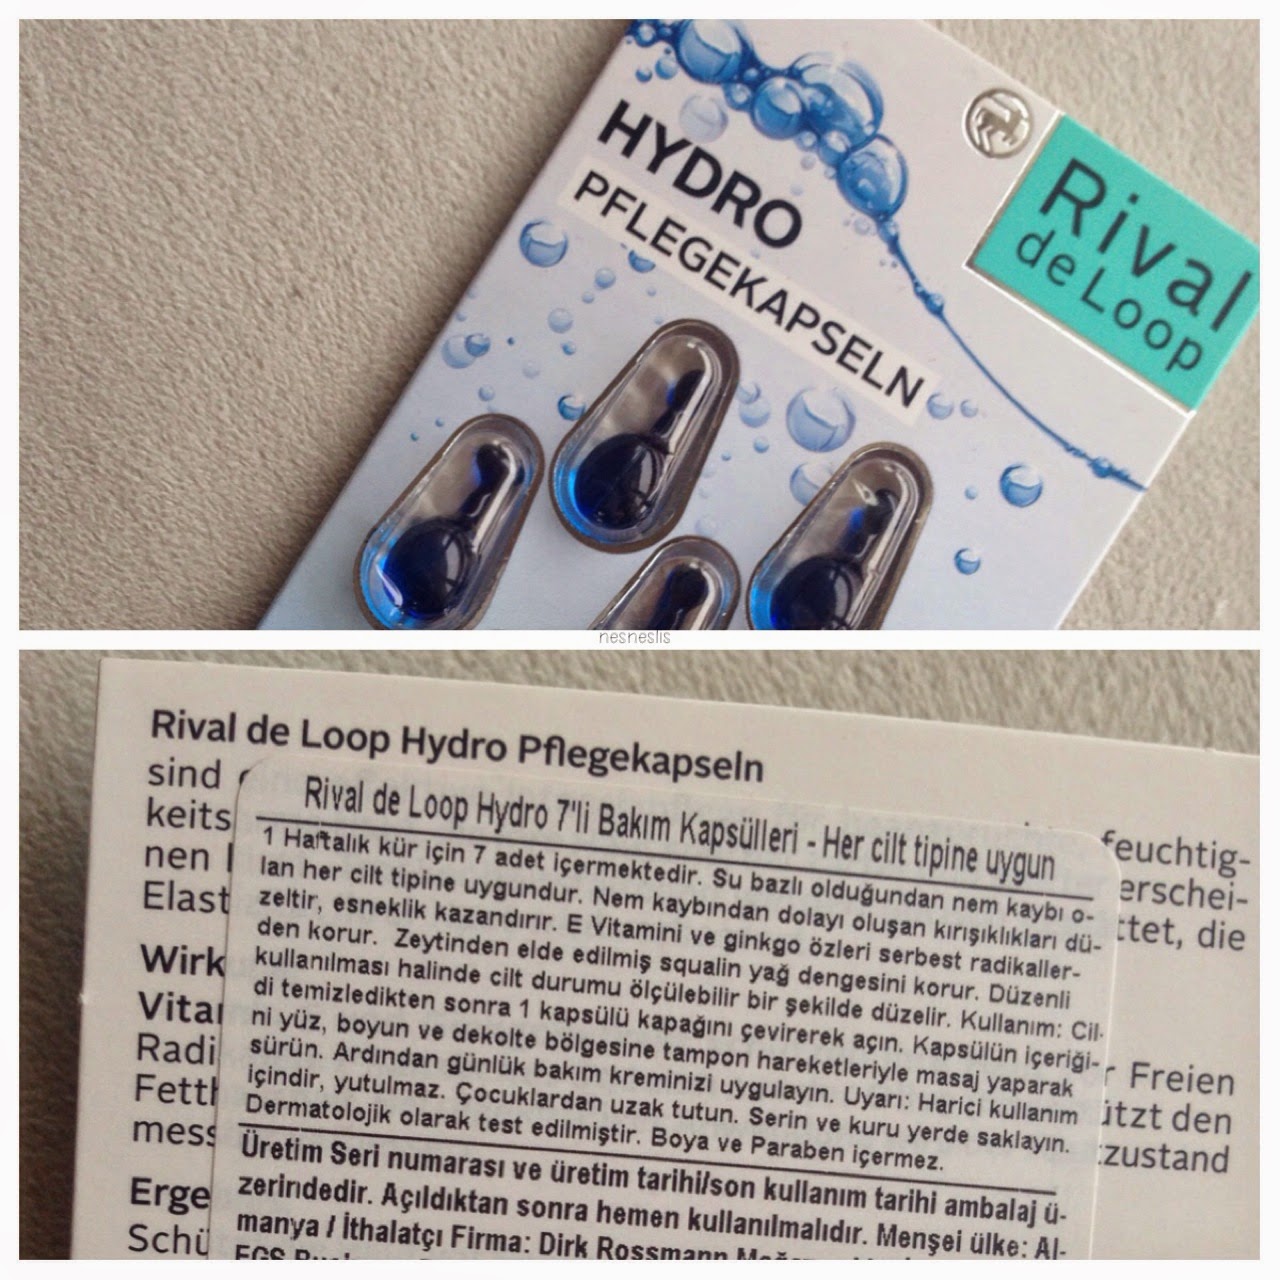 HYDRO
PFLEGEKAPSELN
Rival
de Loop
nesneslis
Rival de Loop Hydro Pflegekapseln
sind
keits
feuchtig-
nen
erschei-
Elast
ttet, die
Wirk
Vitam
Radi
r Freien
Fetth
ützt den
mess
tzustand
Erge
Schü
Rival de Loop Hydro 7'li Bakım Kapsülleri - Her cilt tipine uygun
1 Haftalık kür için 7 adet içermektedir. Su bazlı olduğundan nem kaybı o-
lan her cilt tipine uygundur. Nem kaybından dolayı oluşan kırışıklıkları dü-
zeltir, esneklik kazandırır. E Vitamini ve ginkgo özleri serbest radikaller-
den korur. Zeytinden elde edilmiş squalin yağ dengesini korur. Düzenli
kullanılması halinde cilt durumu ölçülebilir bir şekilde düzelir. Kullanım: Cil-
di temizledikten sonra 1 kapsülü kapağını çevirerek açın. Kapsülün içeriği-
ni yüz, boyun ve dekolte bölgesine tampon hareketleriyle masaj yaparak
sürün. Ardından günlük bakım kreminizi uygulayın. Uyarı: Harici kullanım
içindir, yutulmaz. Çocuklardan uzak tutun. Serin ve kuru yerde saklayın.
Dermatolojik olarak test edilmiştir. Boya ve Paraben içermez.
Üretim Seri numarası ve üretim tarihi/son kullanım tarihi ambalaj ü-
zerindedir. Açıldıktan sonra hemen kullanılmalıdır. Menşei ülke: Al-
manya / İthalatçı Firma: Dirk Rossmann